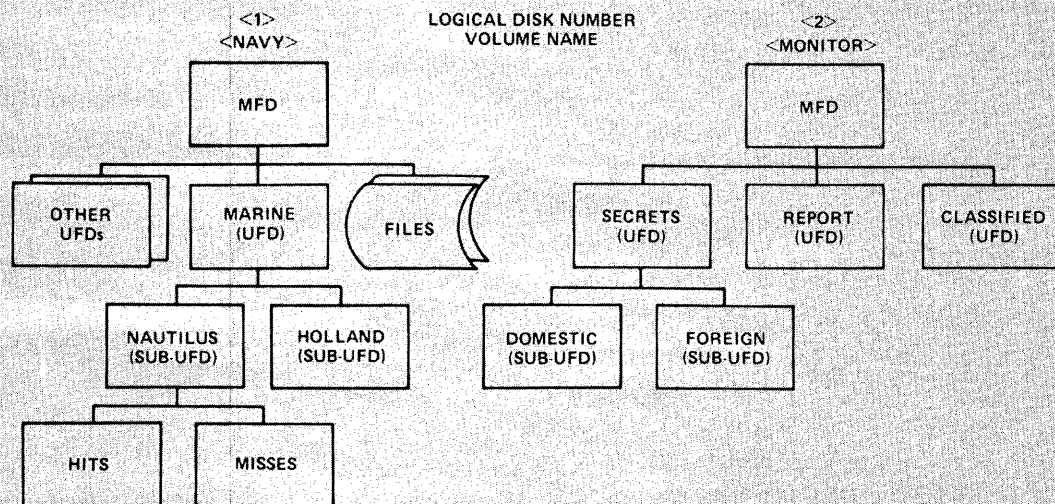 <1>
<NAVY>
LOGICAL DISK NUMBER
VOLUME NAME
<2>
<MONITOR>
MFD
MFD
OTHER
UFDs
MARINE
(UFD)
FILES
SECRETS
(UFD)
REPORT
(UFD)
CLASSIFIED
(UFD)
NAUTILUS
(SUB-UFD)
HOLLAND
(SUB-UFD)
DOMESTIC
(SUB-UFD)
FOREIGN
(SUB-UFD)
HITS
MISSES